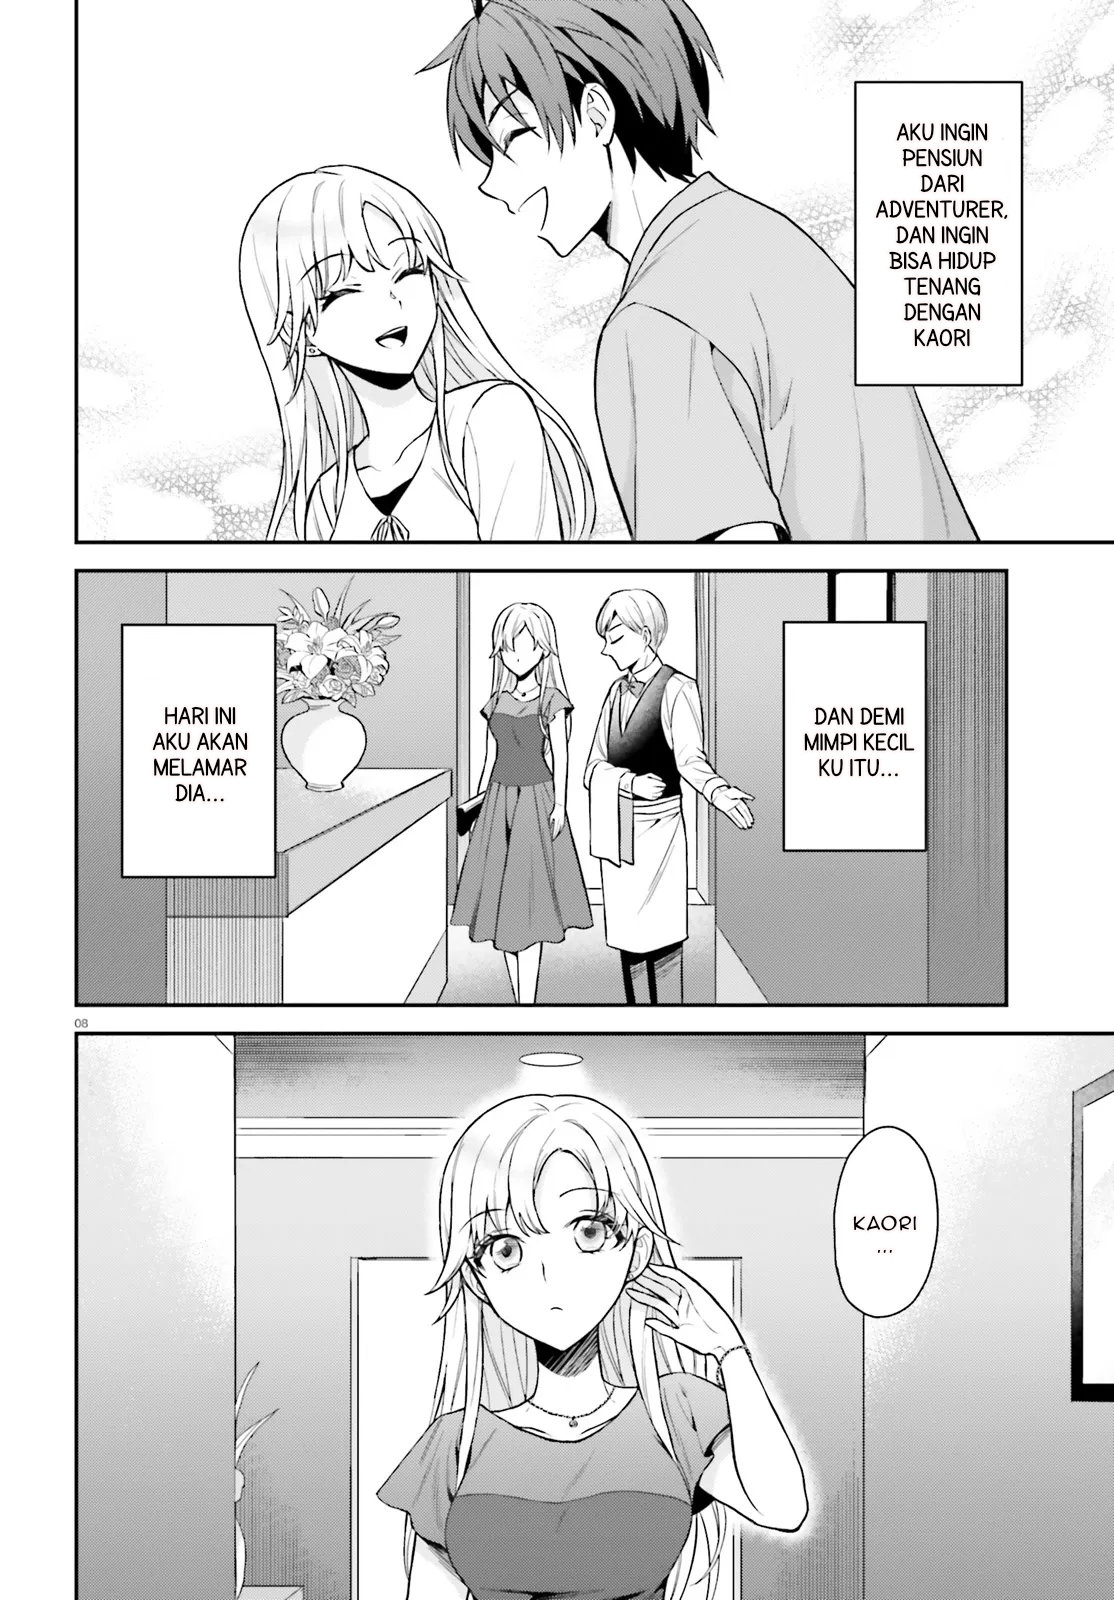 AKU INGIN
PENSIUN
DARI
ADVENTURER,
DAN INGIN
BISA HIDUP
TENANG
DENGAN
KAORI
DAN DEMI
MIMPI KECIL
KU ITU...
HARI INI
AKU AKAN
MELAMAR
DIA...
08
KAORI
...